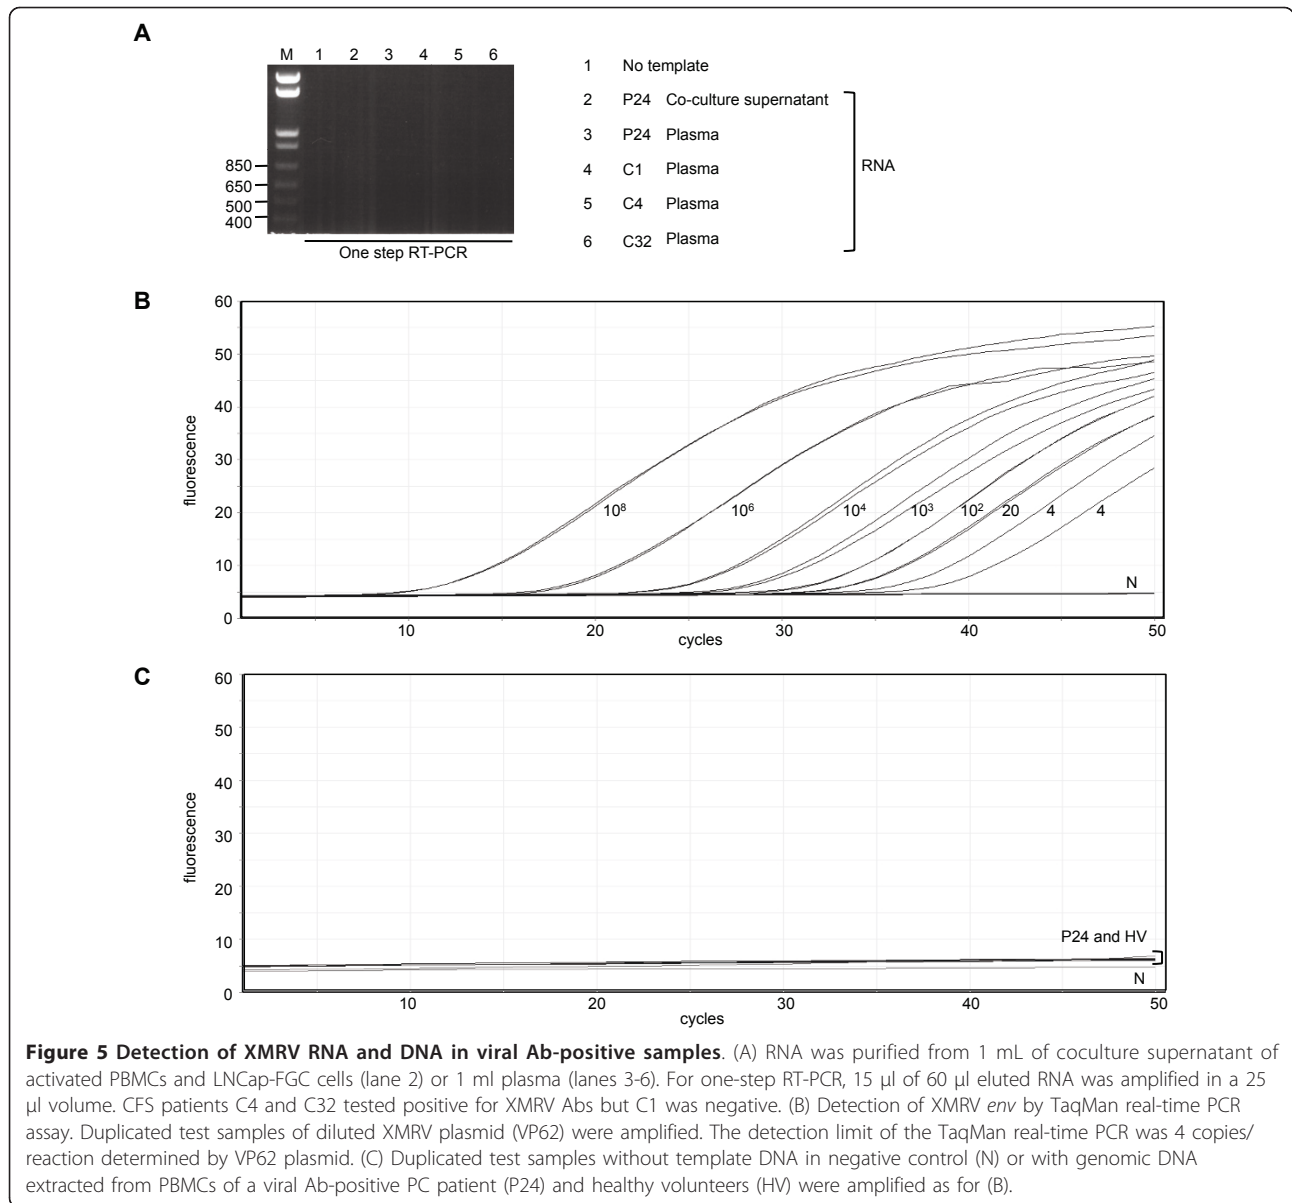 A
M 1 2 3 4 5 6
850
650
500
400
One step RT-PCR
1 No template
2 P24 Co-culture supernatant
3 P24 Plasma
4 C1 Plasma
5 C4 Plasma
6 C32 Plasma
RNA
B
60
50
40
30
20
10
0
fluorescence
10⁸ 10⁶ 10⁴ 10³ 10² 20 4 4
N
10 20 30 40 50
cycles
C
60
50
40
30
20
10
0
fluorescence
P24 and HV
N
10 20 30 40 50
cycles
Figure 5 Detection of XMRV RNA and DNA in viral Ab-positive samples. (A) RNA was purified from 1 mL of coculture supernatant of
activated PBMCs and LNCap-FGC cells (lane 2) or 1 ml plasma (lanes 3-6). For one-step RT-PCR, 15 μl of 60 μl eluted RNA was amplified in a 25
μl volume. CFS patients C4 and C32 tested positive for XMRV Abs but C1 was negative. (B) Detection of XMRV env by TaqMan real-time PCR
assay. Duplicated test samples of diluted XMRV plasmid (VP62) were amplified. The detection limit of the TaqMan real-time PCR was 4 copies/
reaction determined by VP62 plasmid. (C) Duplicated test samples without template DNA in negative control (N) or with genomic DNA
extracted from PBMCs of a viral Ab-positive PC patient (P24) and healthy volunteers (HV) were amplified as for (B).